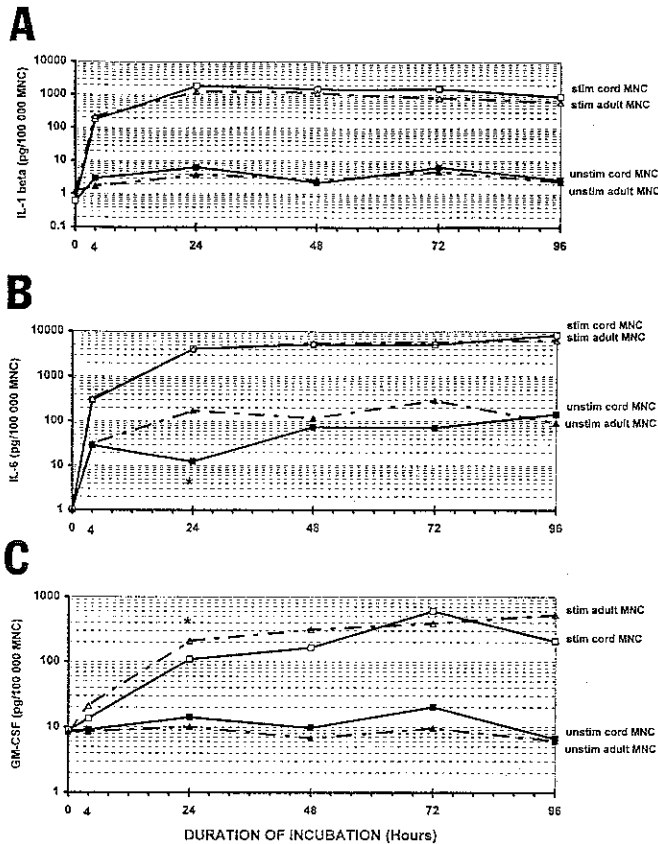 A
IL-1 beta (pg/100 000 MNC)
10000
1000
100
10
1
0.1
0 4 24 48 72 96
stim cord MNC
stim adult MNC
unstim cord MNC
unstim adult MNC
B
IL-6 (pg/100 000 MNC)
10000
1000
100
10
1
*
0 4 24 48 72 96
stim cord MNC
stim adult MNC
unstim cord MNC
unstim adult MNC
C
GM-CSF (pg/100 000 MNC)
1000
100
10
1
*
0 4 24 48 72 96
stim adult MNC
stim cord MNC
unstim cord MNC
unstim adult MNC
DURATION OF INCUBATION (Hours)